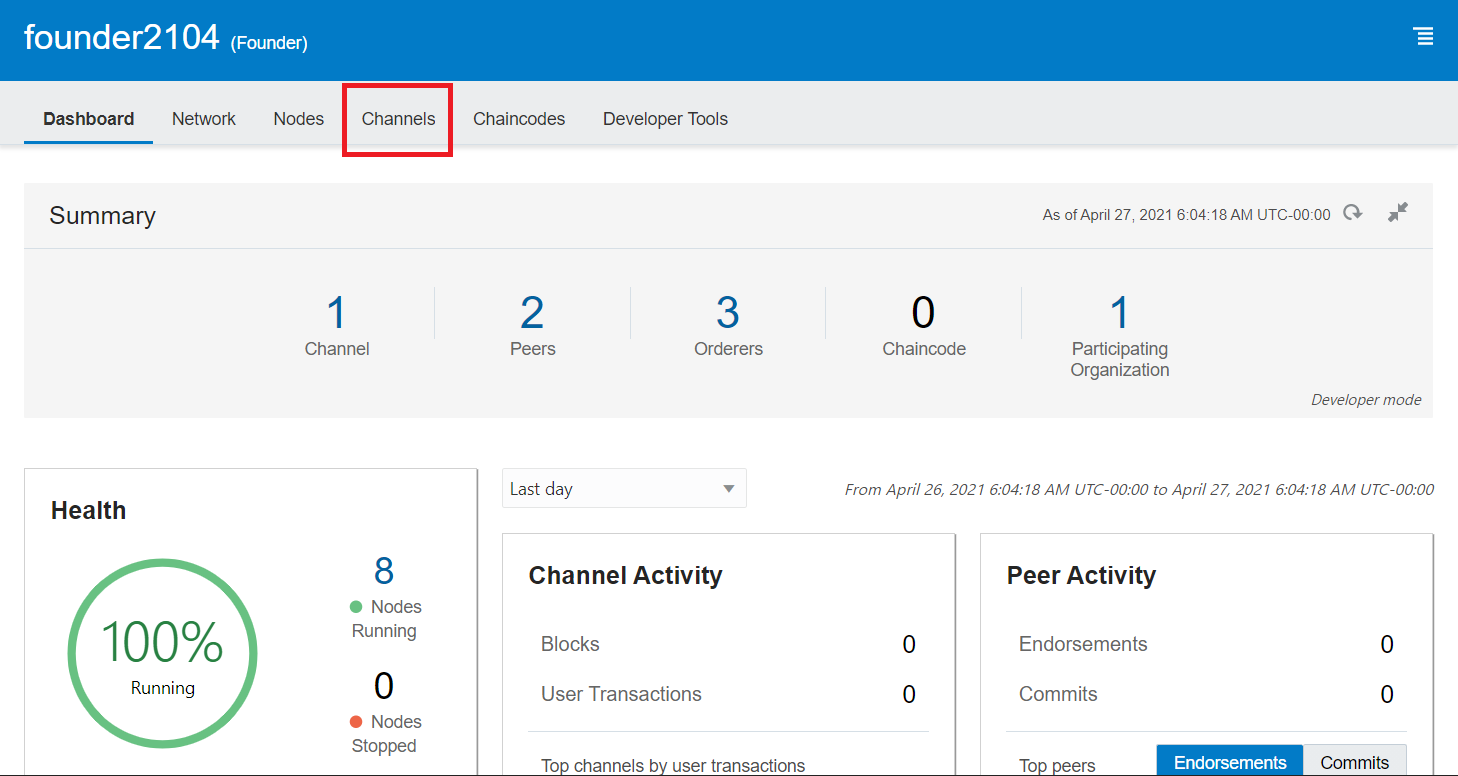 founder2104 (Founder)
Dashboard Network Nodes Channels Chaincodes Developer Tools
Summary
As of April 27, 2021 6:04:18 AM UTC-00:00
1 2 3 0 1
Channel Peers Orderers Chaincode Participating
Organization
Developer mode
Health
100%
Running
8
Nodes
Running
0
Nodes
Stopped
Last day
From April 26, 2021 6:04:18 AM UTC-00:00 to April 27, 2021 6:04:18 AM UTC-00:00
Channel Activity
Blocks 0
User Transactions 0
Top channels by user transactions
Peer Activity
Endorsements 0
Commits 0
Top peers Endorsements Commits